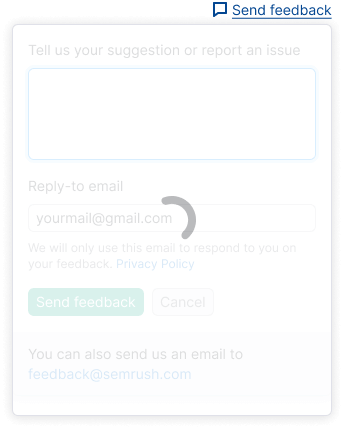 Send feedback
Tell us your suggestion or report an issue
Reply-to email
yourmail@gmail.com
We will only use this email to respond to you on
your feedback. Privacy Policy
Send feedback Cancel
You can also send us an email to
feedback@semrush.com